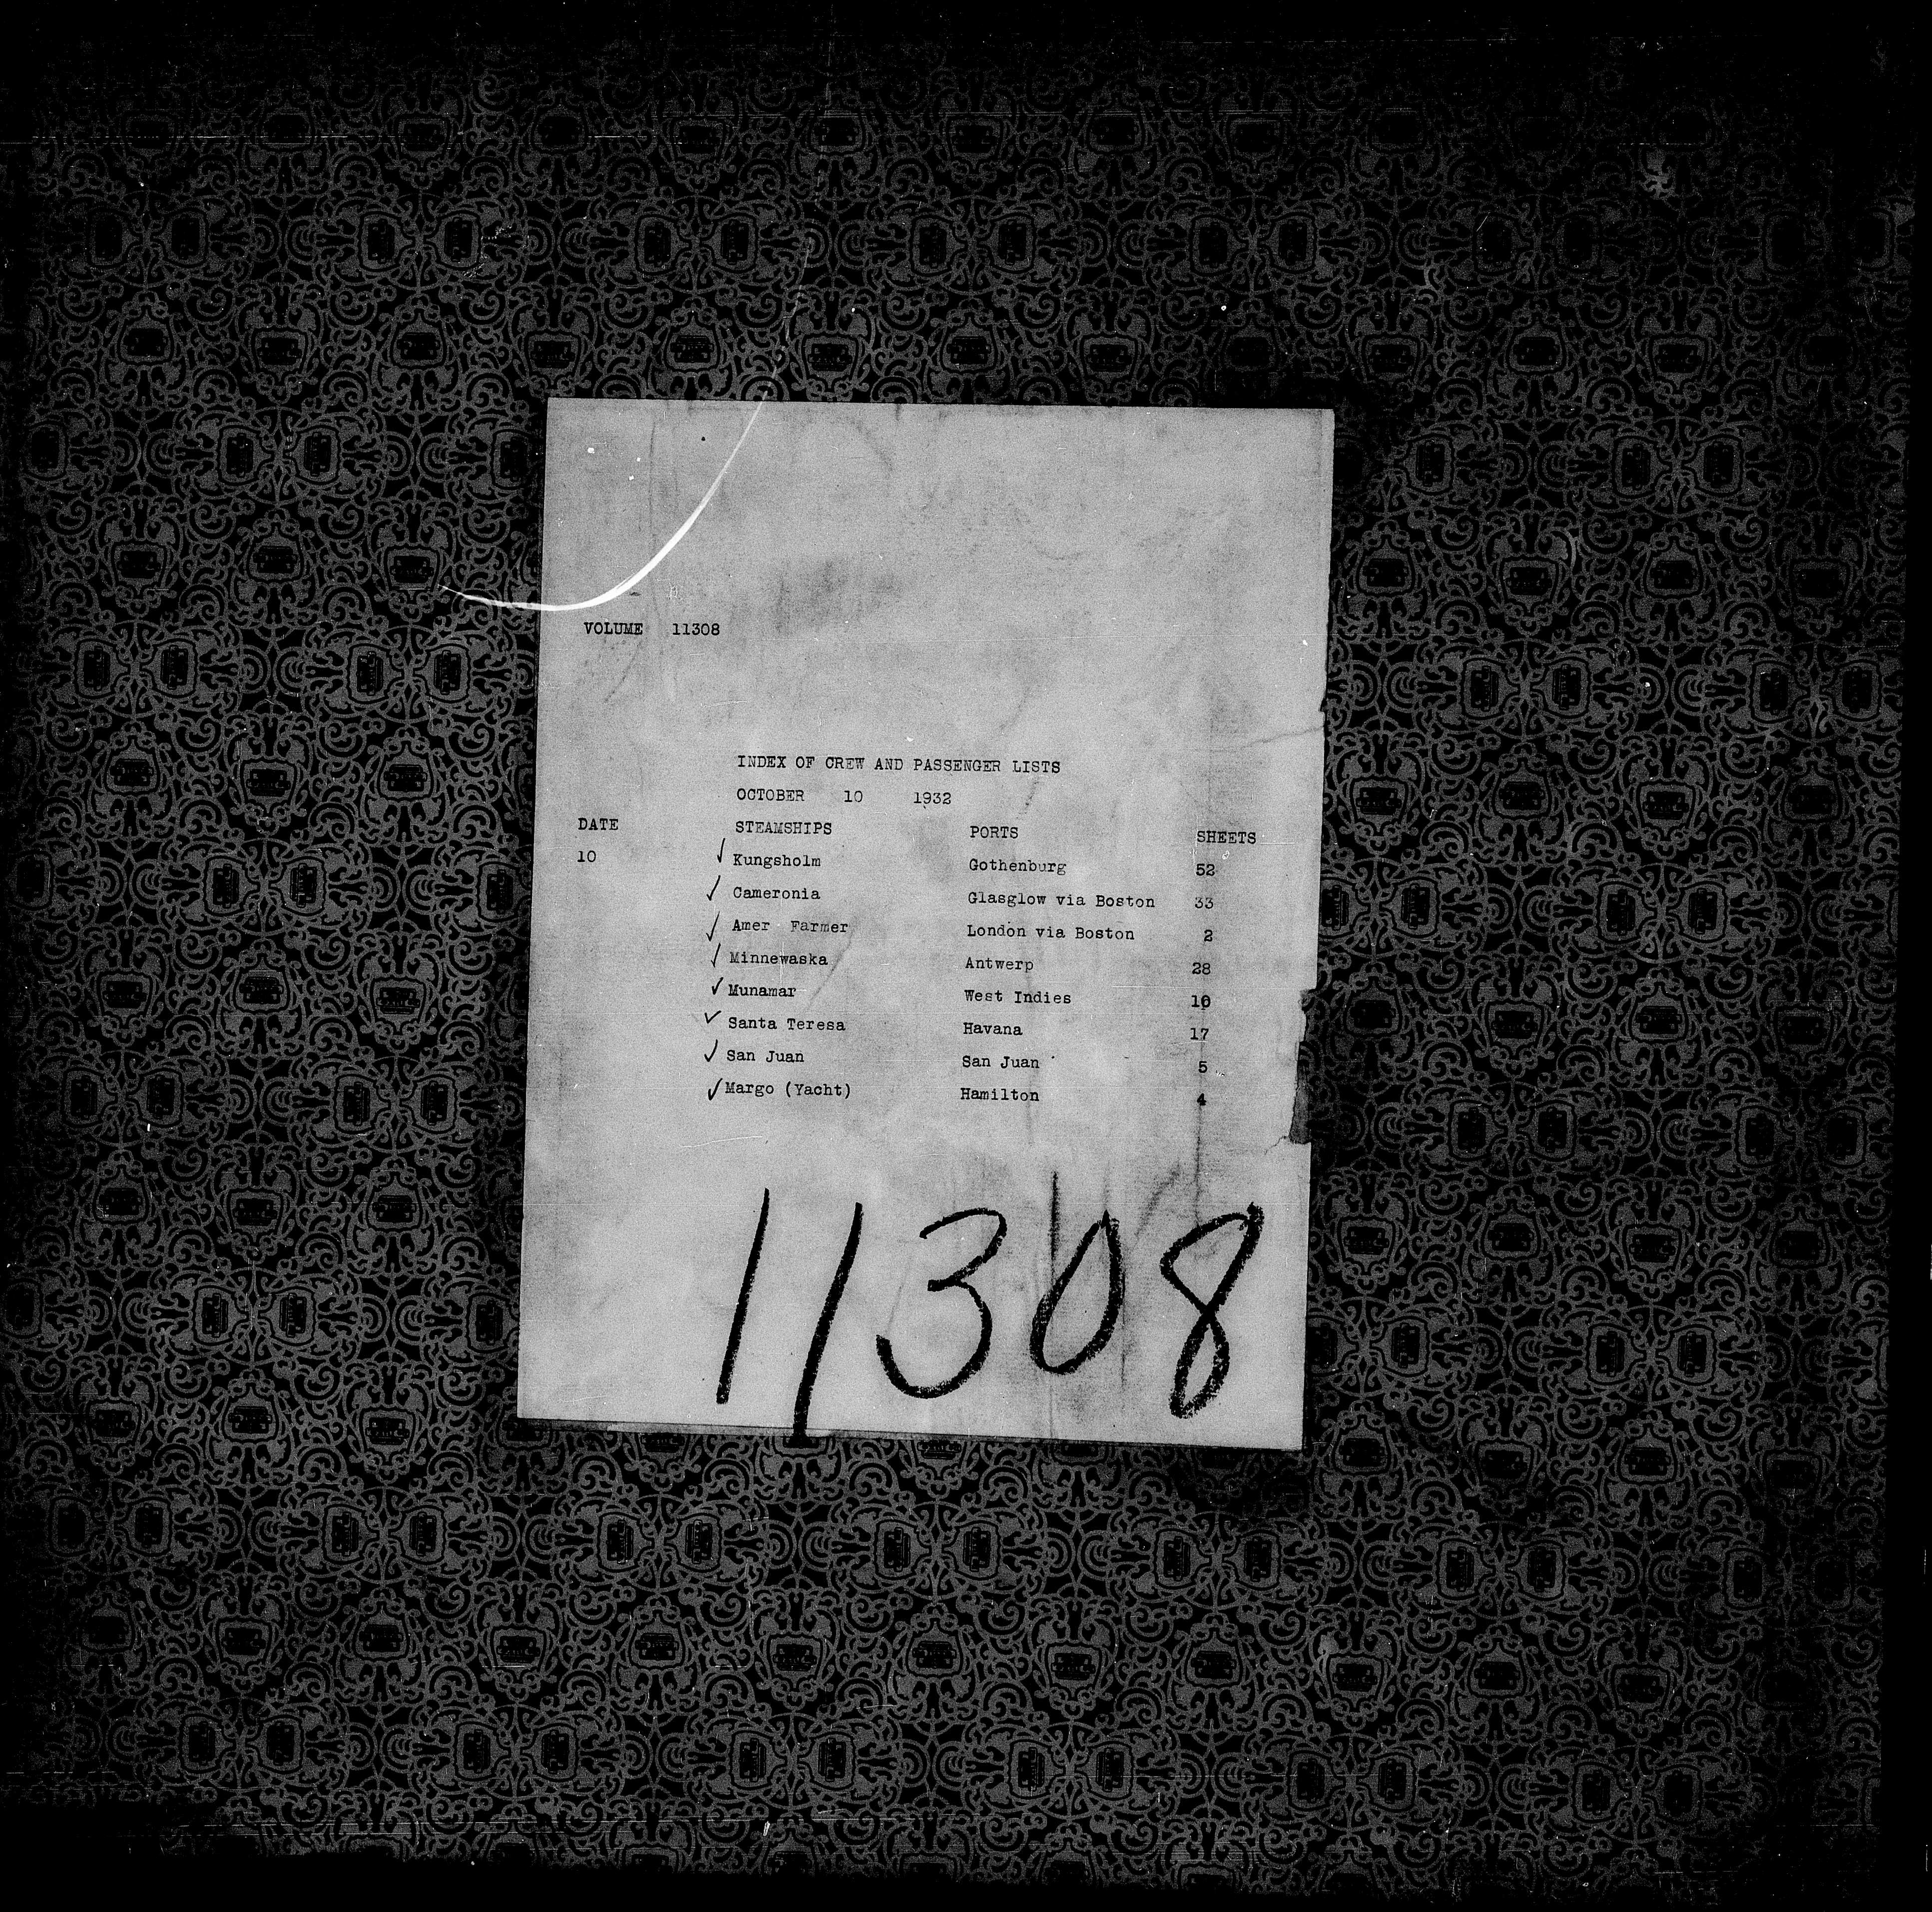 VOLUME 11308
INDEX OF CREW AND PASSENGER LISTS
OCTOBER 10 1932
DATE STEAMSHIPS PORTS SHEETS
10 ✓ Kungsholm Gothenburg 52
✓ Cameronia Glasglow via Boston 33
✓ Amer Farmer London via Boston 2
✓ Minnewaska Antwerp 28
✓ Munamar West Indies 10
✓ Santa Teresa Havana 17
✓ San Juan San Juan 5
✓ Margo (Yacht) Hamilton 4
11308